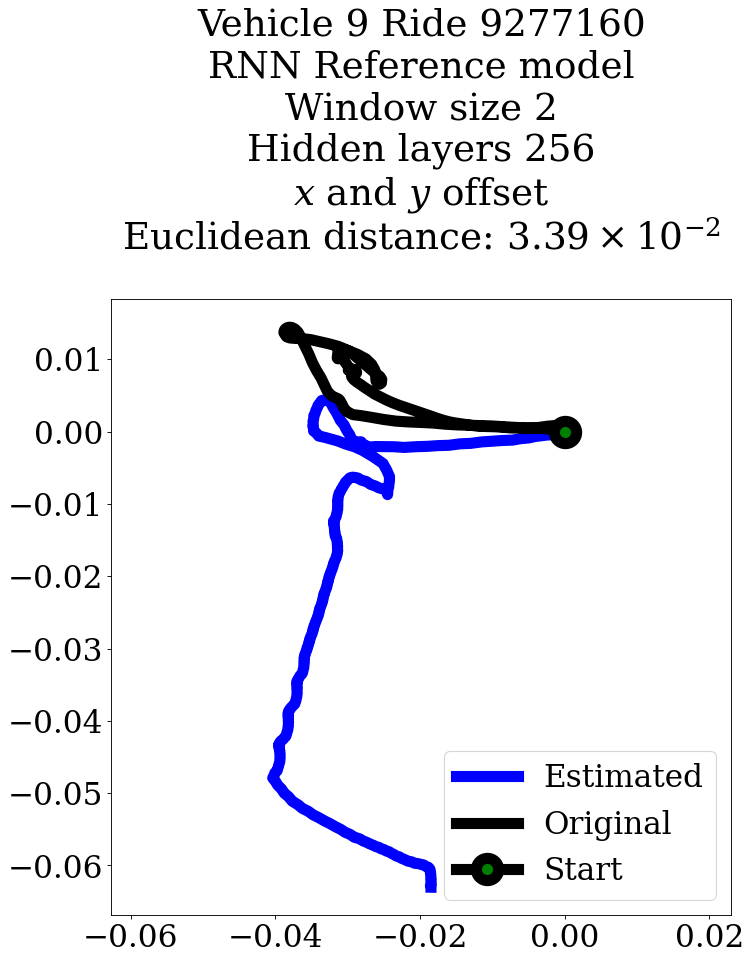 Vehicle 9 Ride 9277160
RNN Reference model
Window size 2
Hidden layers 256
x and y offset
Euclidean distance: 3.39 × 10⁻²
0.01
0.00
−0.01
−0.02
−0.03
−0.04
−0.05
−0.06
Estimated
Original
Start
−0.06 −0.04 −0.02 0.00 0.02